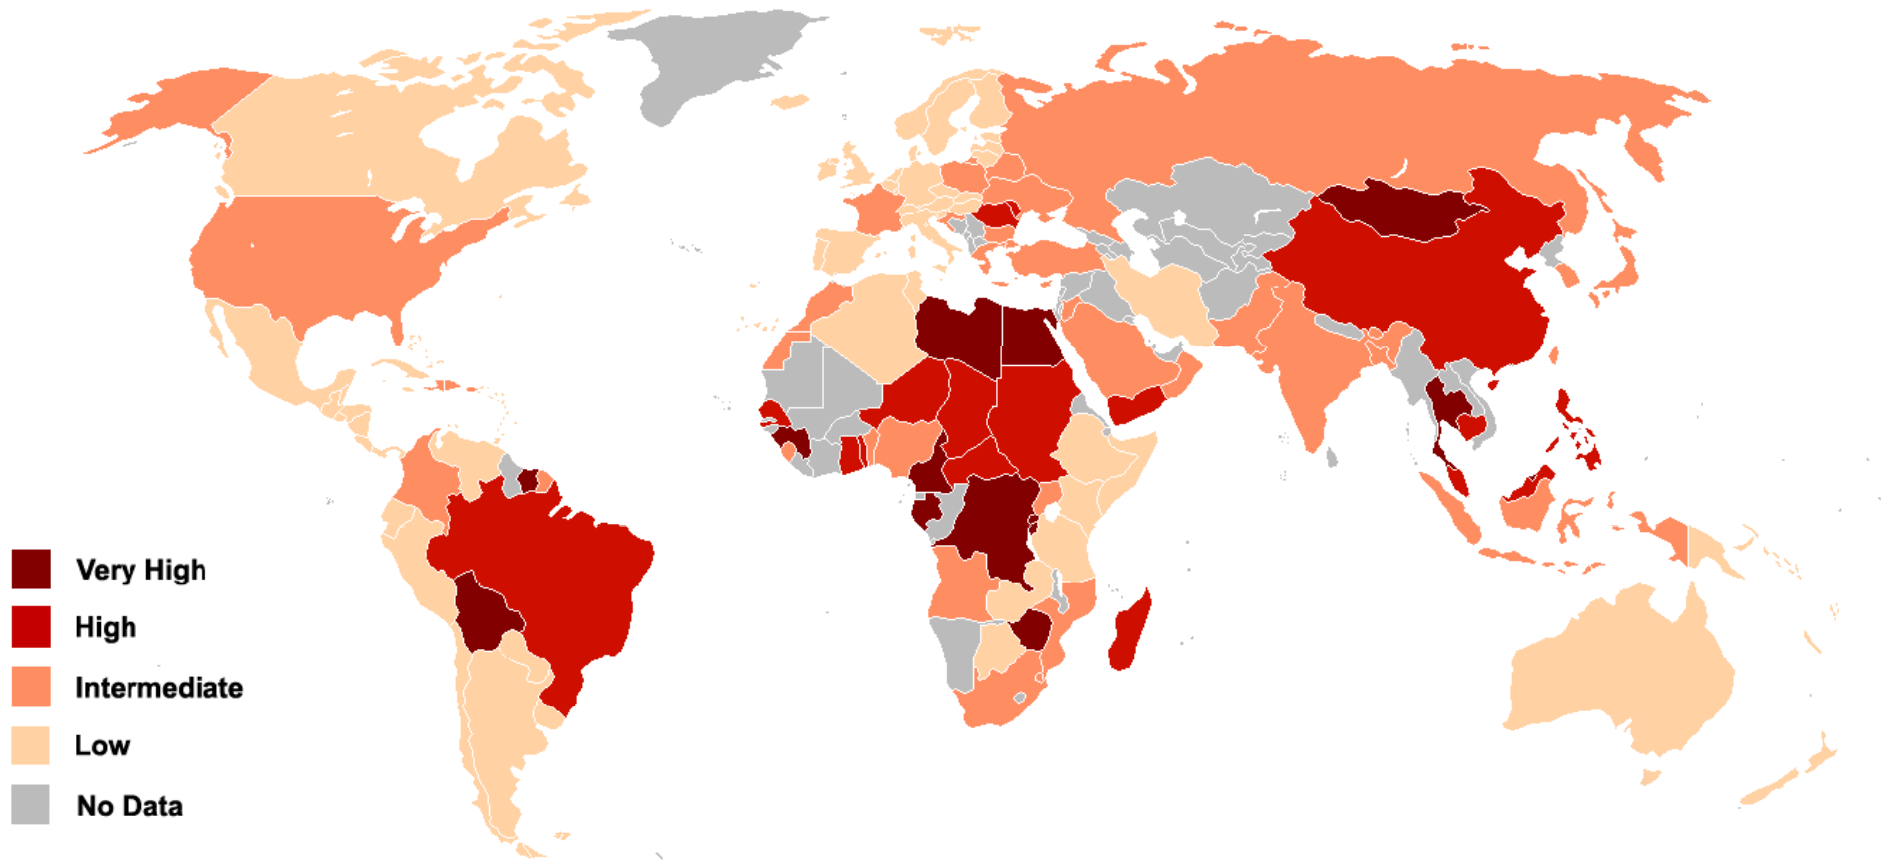 Very High
High
Intermediate
Low
No Data